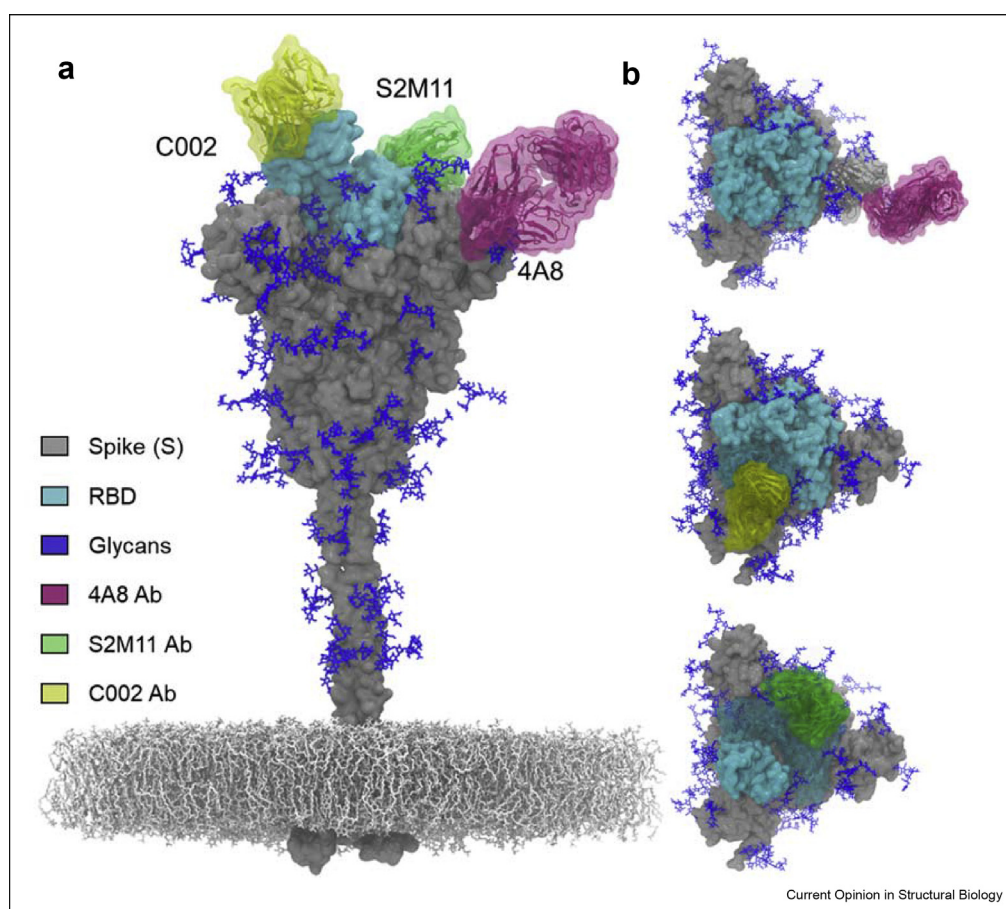 a
b
S2M11
C002
4A8
Spike (S)
RBD
Glycans
4A8 Ab
S2M11 Ab
C002 Ab
Current Opinion in Structural Biology